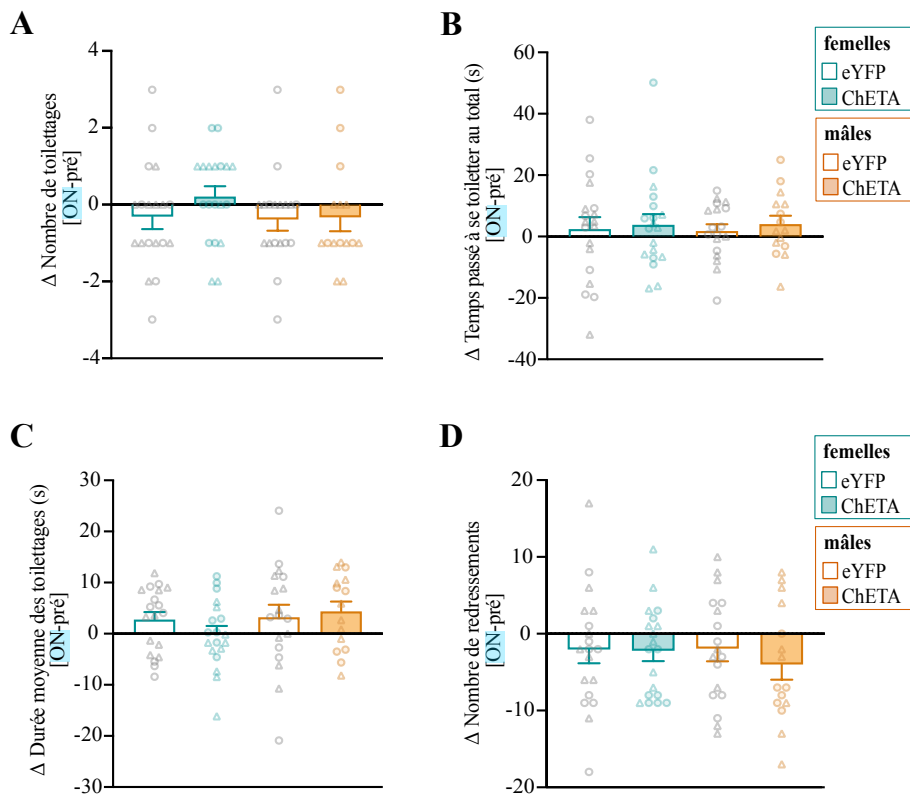 A
Δ Nombre de toilettages
[ON-pré]
4
2
0
-2
-4
B
Δ Temps passé à se toiletter au total (s)
[ON-pré]
60
40
20
0
-20
-40
femelles
eYFP
ChETA
mâles
eYFP
ChETA
C
Δ Durée moyenne des toilettages (s)
[ON-pré]
30
20
10
0
-10
-20
-30
D
Δ Nombre de redressements
[ON-pré]
20
10
0
-10
-20
femelles
eYFP
ChETA
mâles
eYFP
ChETA